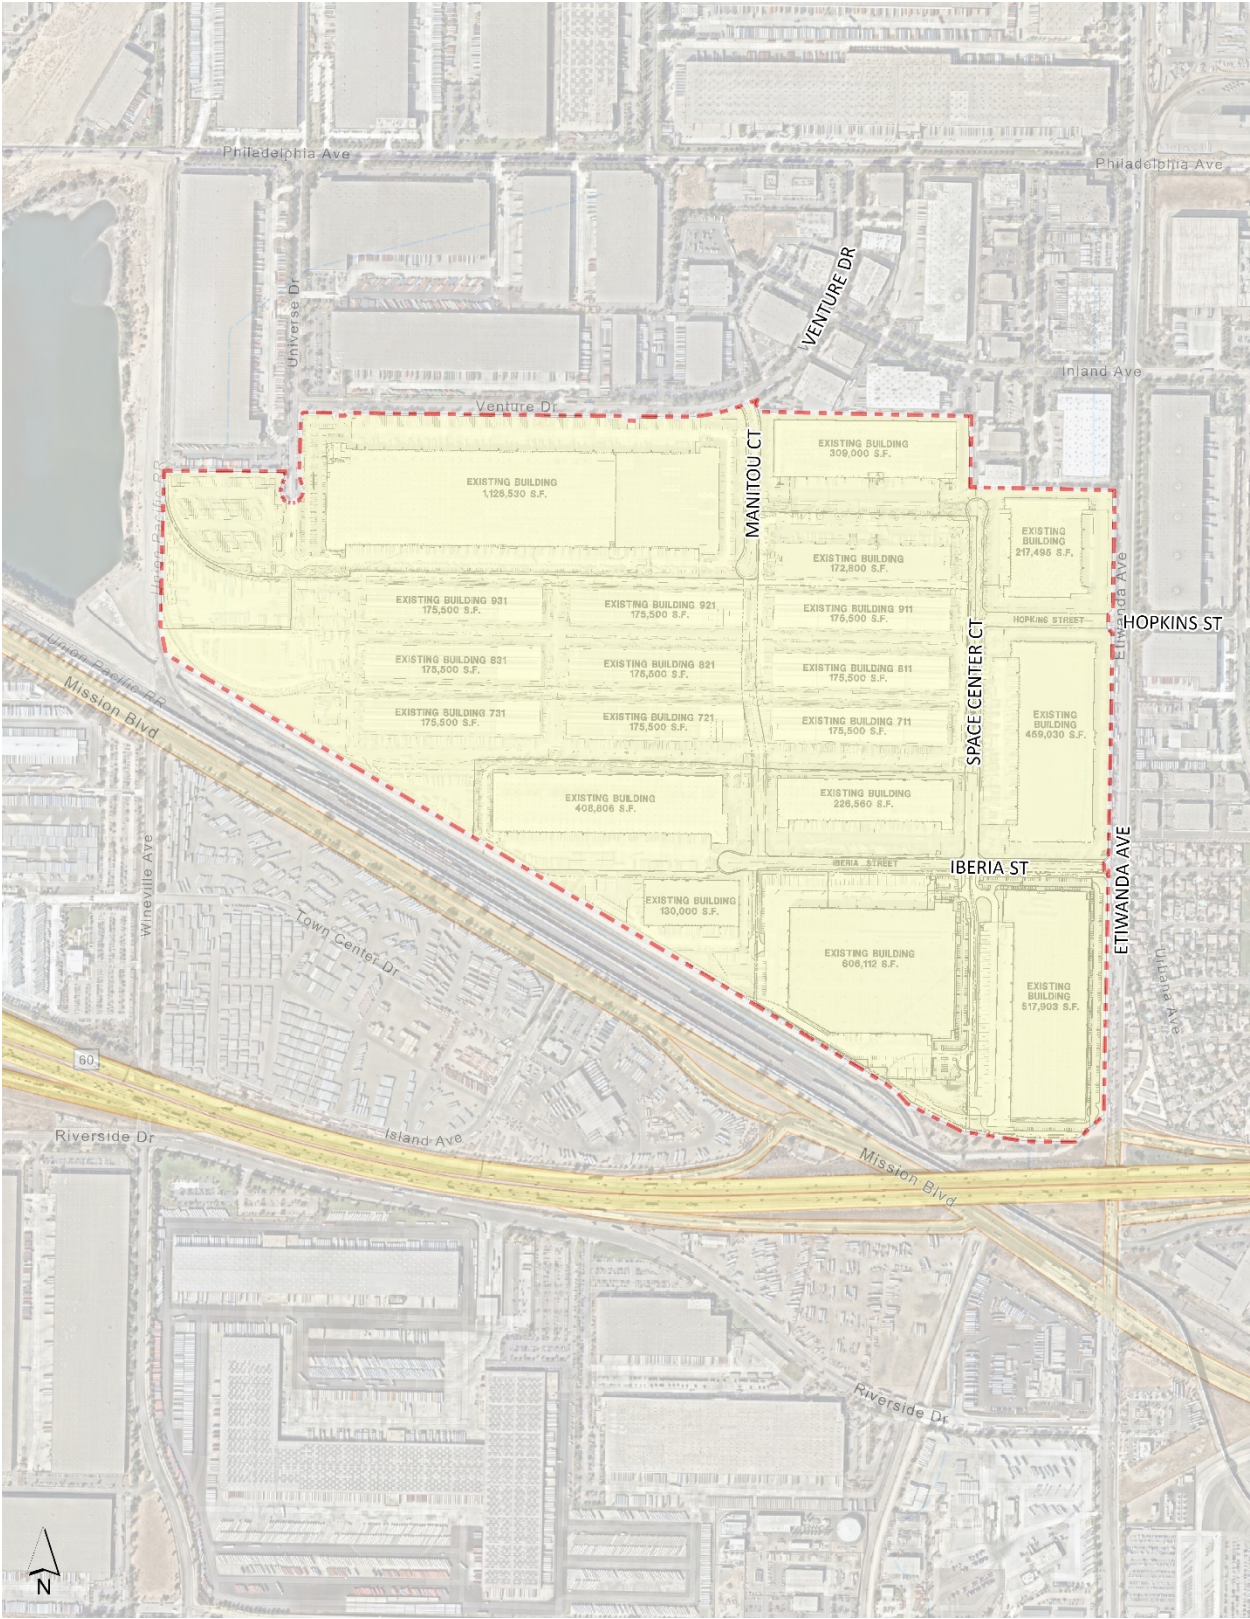 Philadelphia Ave
Philadelphia Ave
VENTURE DR
Universe Dr
Inland Ave
Venture Dr
MANITOU CT
EXISTING BUILDING
309,000 S.F.
EXISTING BUILDING
1,128,530 S.F.
Union Pacific RR
EXISTING
BUILDING
217,495 S.F.
EXISTING BUILDING
172,800 S.F.
Etiwanda Ave
EXISTING BUILDING 931
175,500 S.F.
EXISTING BUILDING 921
175,500 S.F.
EXISTING BUILDING 911
175,500 S.F.
HOPKINS STREET
HOPKINS ST
SPACE CENTER CT
Union Pacific RR
Mission Blvd
EXISTING BUILDING 831
175,500 S.F.
EXISTING BUILDING 821
175,500 S.F.
EXISTING BUILDING 811
175,500 S.F.
EXISTING BUILDING 731
175,500 S.F.
EXISTING BUILDING 721
175,500 S.F.
EXISTING BUILDING 711
175,500 S.F.
EXISTING
BUILDING
459,030 S.F.
EXISTING BUILDING
408,806 S.F.
EXISTING BUILDING
226,560 S.F.
IBERIA STREET
IBERIA ST
ETIWANDA AVE
Wineville Ave
EXISTING BUILDING
130,000 S.F.
Town Center Dr
EXISTING BUILDING
606,112 S.F.
EXISTING
BUILDING
517,903 S.F.
Urbana Ave
60
Riverside Dr
Island Ave
Mission Blvd
Riverside Dr
N